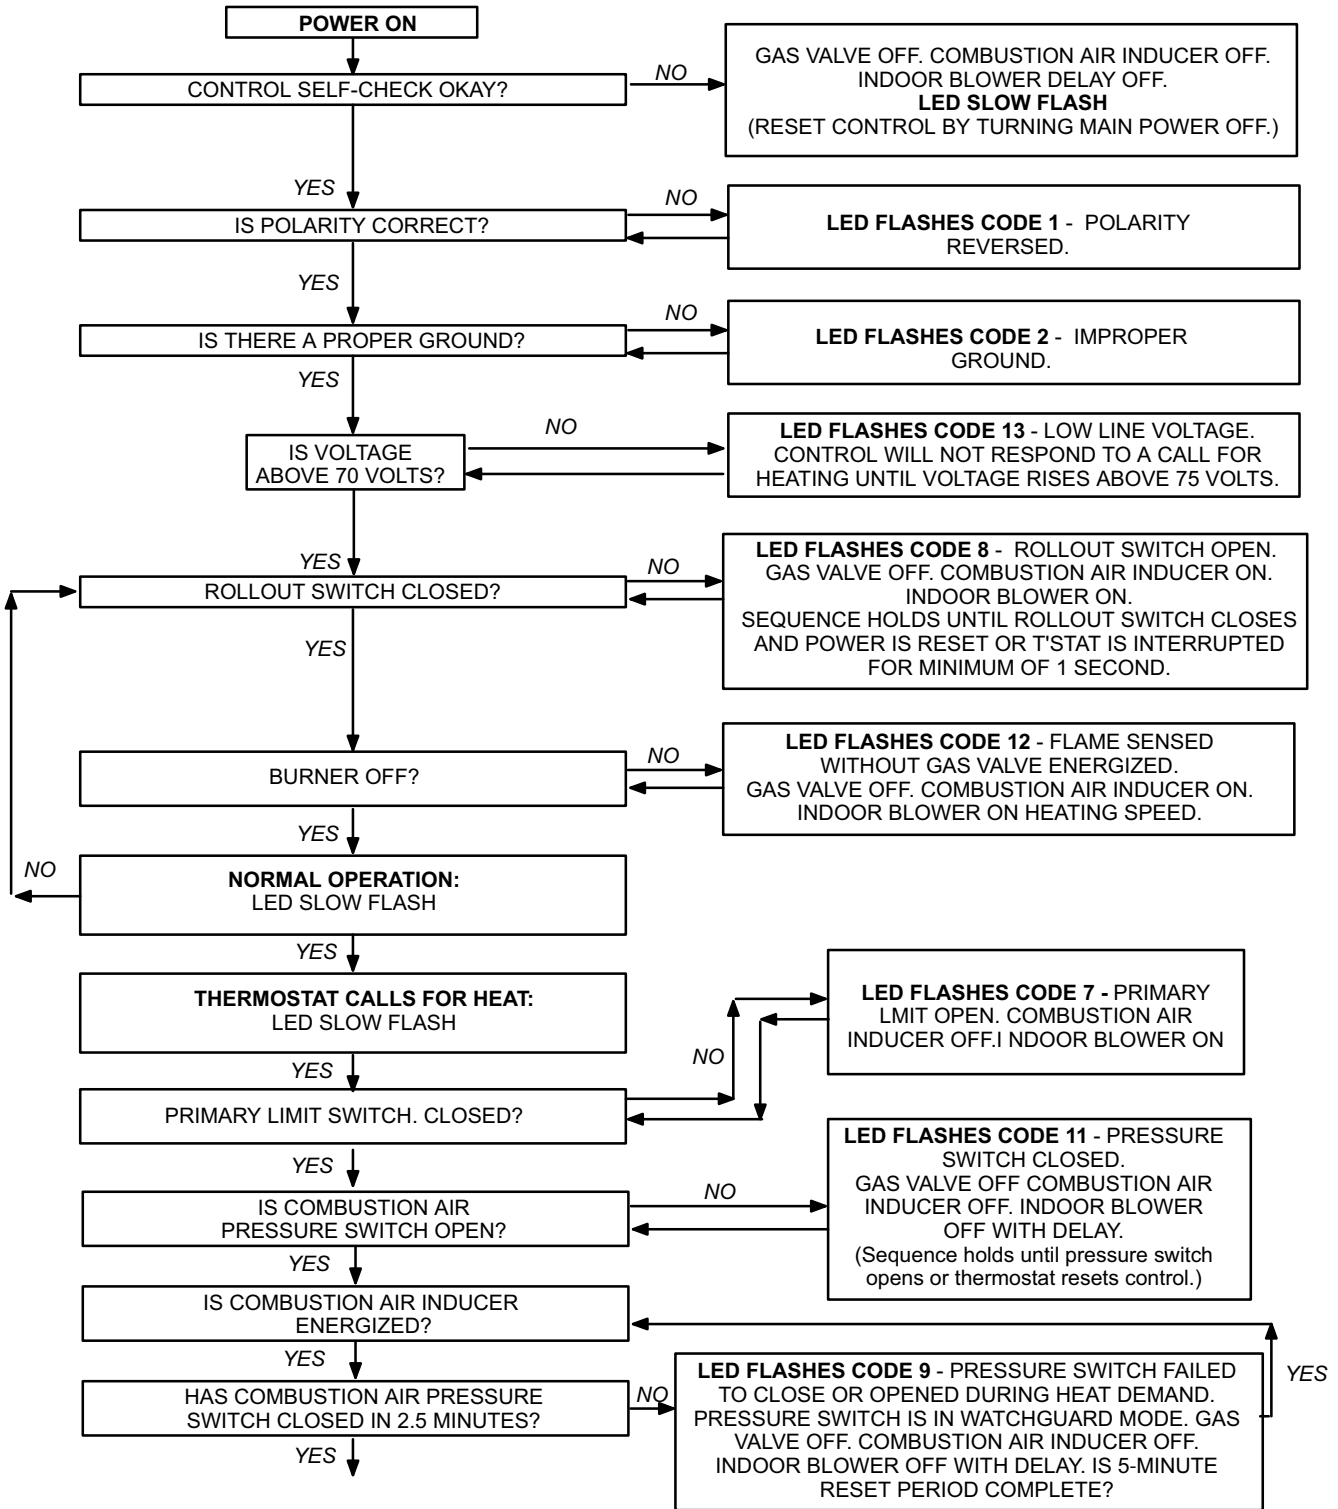 POWER ON
CONTROL SELF-CHECK OKAY?
NO
GAS VALVE OFF. COMBUSTION AIR INDUCER OFF.
INDOOR BLOWER DELAY OFF.
LED SLOW FLASH
(RESET CONTROL BY TURNING MAIN POWER OFF.)
YES
IS POLARITY CORRECT?
NO
LED FLASHES CODE 1 - POLARITY
REVERSED.
YES
IS THERE A PROPER GROUND?
NO
LED FLASHES CODE 2 - IMPROPER
GROUND.
YES
IS VOLTAGE
ABOVE 70 VOLTS?
NO
LED FLASHES CODE 13 - LOW LINE VOLTAGE.
CONTROL WILL NOT RESPOND TO A CALL FOR
HEATING UNTIL VOLTAGE RISES ABOVE 75 VOLTS.
YES
ROLLOUT SWITCH CLOSED?
NO
LED FLASHES CODE 8 - ROLLOUT SWITCH OPEN.
GAS VALVE OFF. COMBUSTION AIR INDUCER ON.
INDOOR BLOWER ON.
SEQUENCE HOLDS UNTIL ROLLOUT SWITCH CLOSES
AND POWER IS RESET OR T'STAT IS INTERRUPTED
FOR MINIMUM OF 1 SECOND.
YES
BURNER OFF?
NO
LED FLASHES CODE 12 - FLAME SENSED
WITHOUT GAS VALVE ENERGIZED.
GAS VALVE OFF. COMBUSTION AIR INDUCER ON.
INDOOR BLOWER ON HEATING SPEED.
YES
NO
NORMAL OPERATION:
LED SLOW FLASH
YES
THERMOSTAT CALLS FOR HEAT:
LED SLOW FLASH
YES
NO
LED FLASHES CODE 7 - PRIMARY
LMIT OPEN. COMBUSTION AIR
INDUCER OFF.I NDOOR BLOWER ON
PRIMARY LIMIT SWITCH. CLOSED?
YES
IS COMBUSTION AIR
PRESSURE SWITCH OPEN?
NO
LED FLASHES CODE 11 - PRESSURE
SWITCH CLOSED.
GAS VALVE OFF COMBUSTION AIR
INDUCER OFF. INDOOR BLOWER
OFF WITH DELAY.
(Sequence holds until pressure switch
opens or thermostat resets control.)
YES
IS COMBUSTION AIR INDUCER
ENERGIZED?
YES
HAS COMBUSTION AIR PRESSURE
SWITCH CLOSED IN 2.5 MINUTES?
NO
LED FLASHES CODE 9 - PRESSURE SWITCH FAILED
TO CLOSE OR OPENED DURING HEAT DEMAND.
PRESSURE SWITCH IS IN WATCHGUARD MODE. GAS
VALVE OFF. COMBUSTION AIR INDUCER OFF.
INDOOR BLOWER OFF WITH DELAY. IS 5-MINUTE
RESET PERIOD COMPLETE?
YES
YES